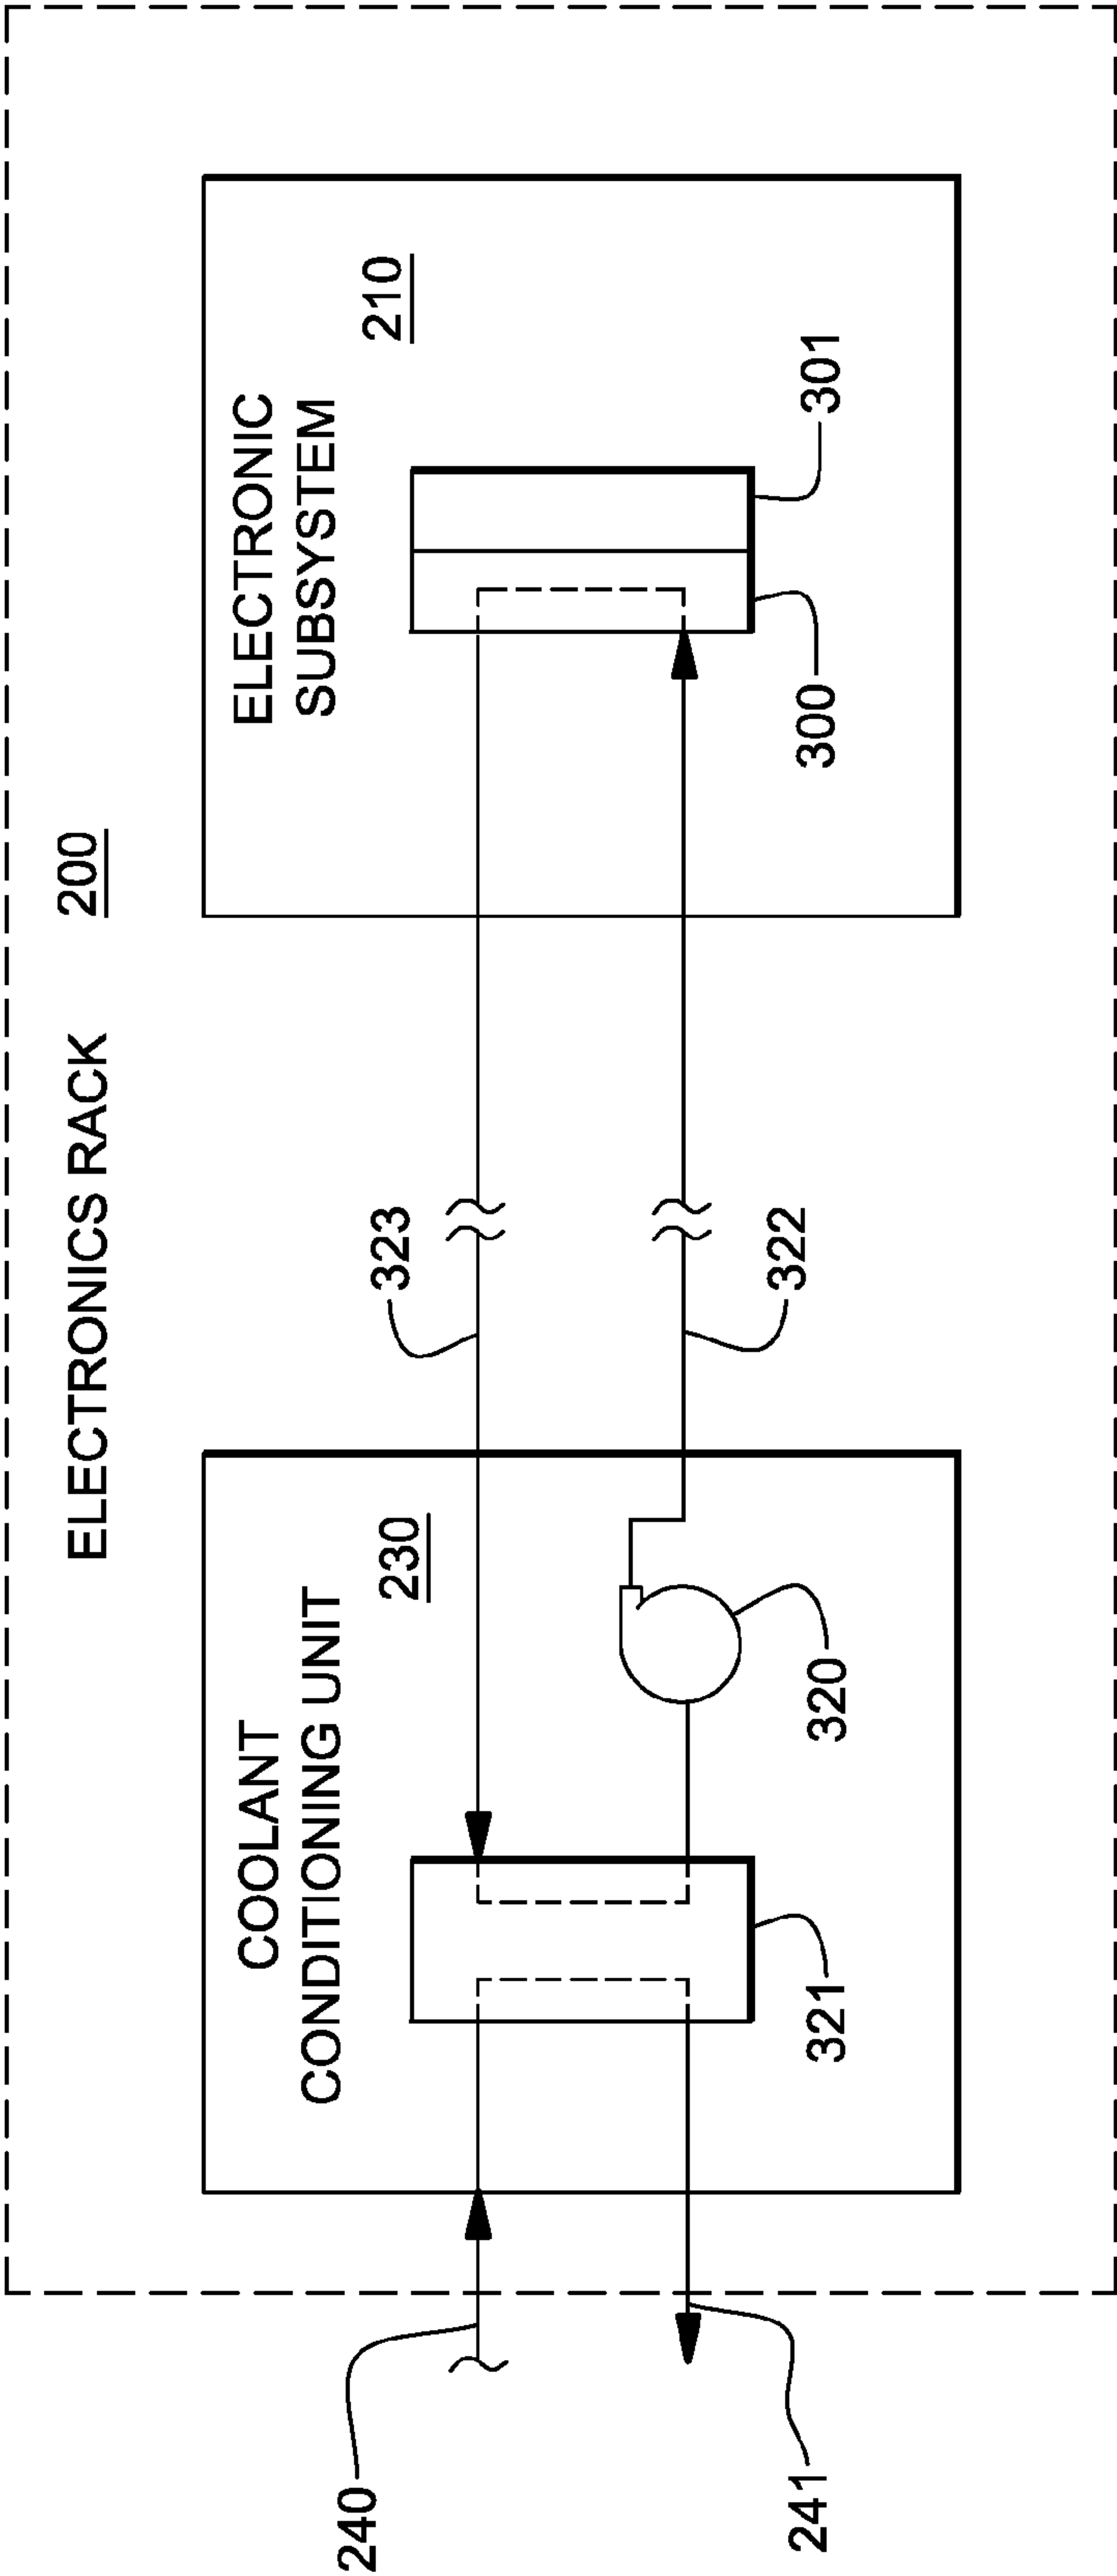 ELECTRONICS RACK 200
COOLANT
CONDITIONING UNIT
230
ELECTRONIC
SUBSYSTEM
210
323
322
240
241
321
320
300
301